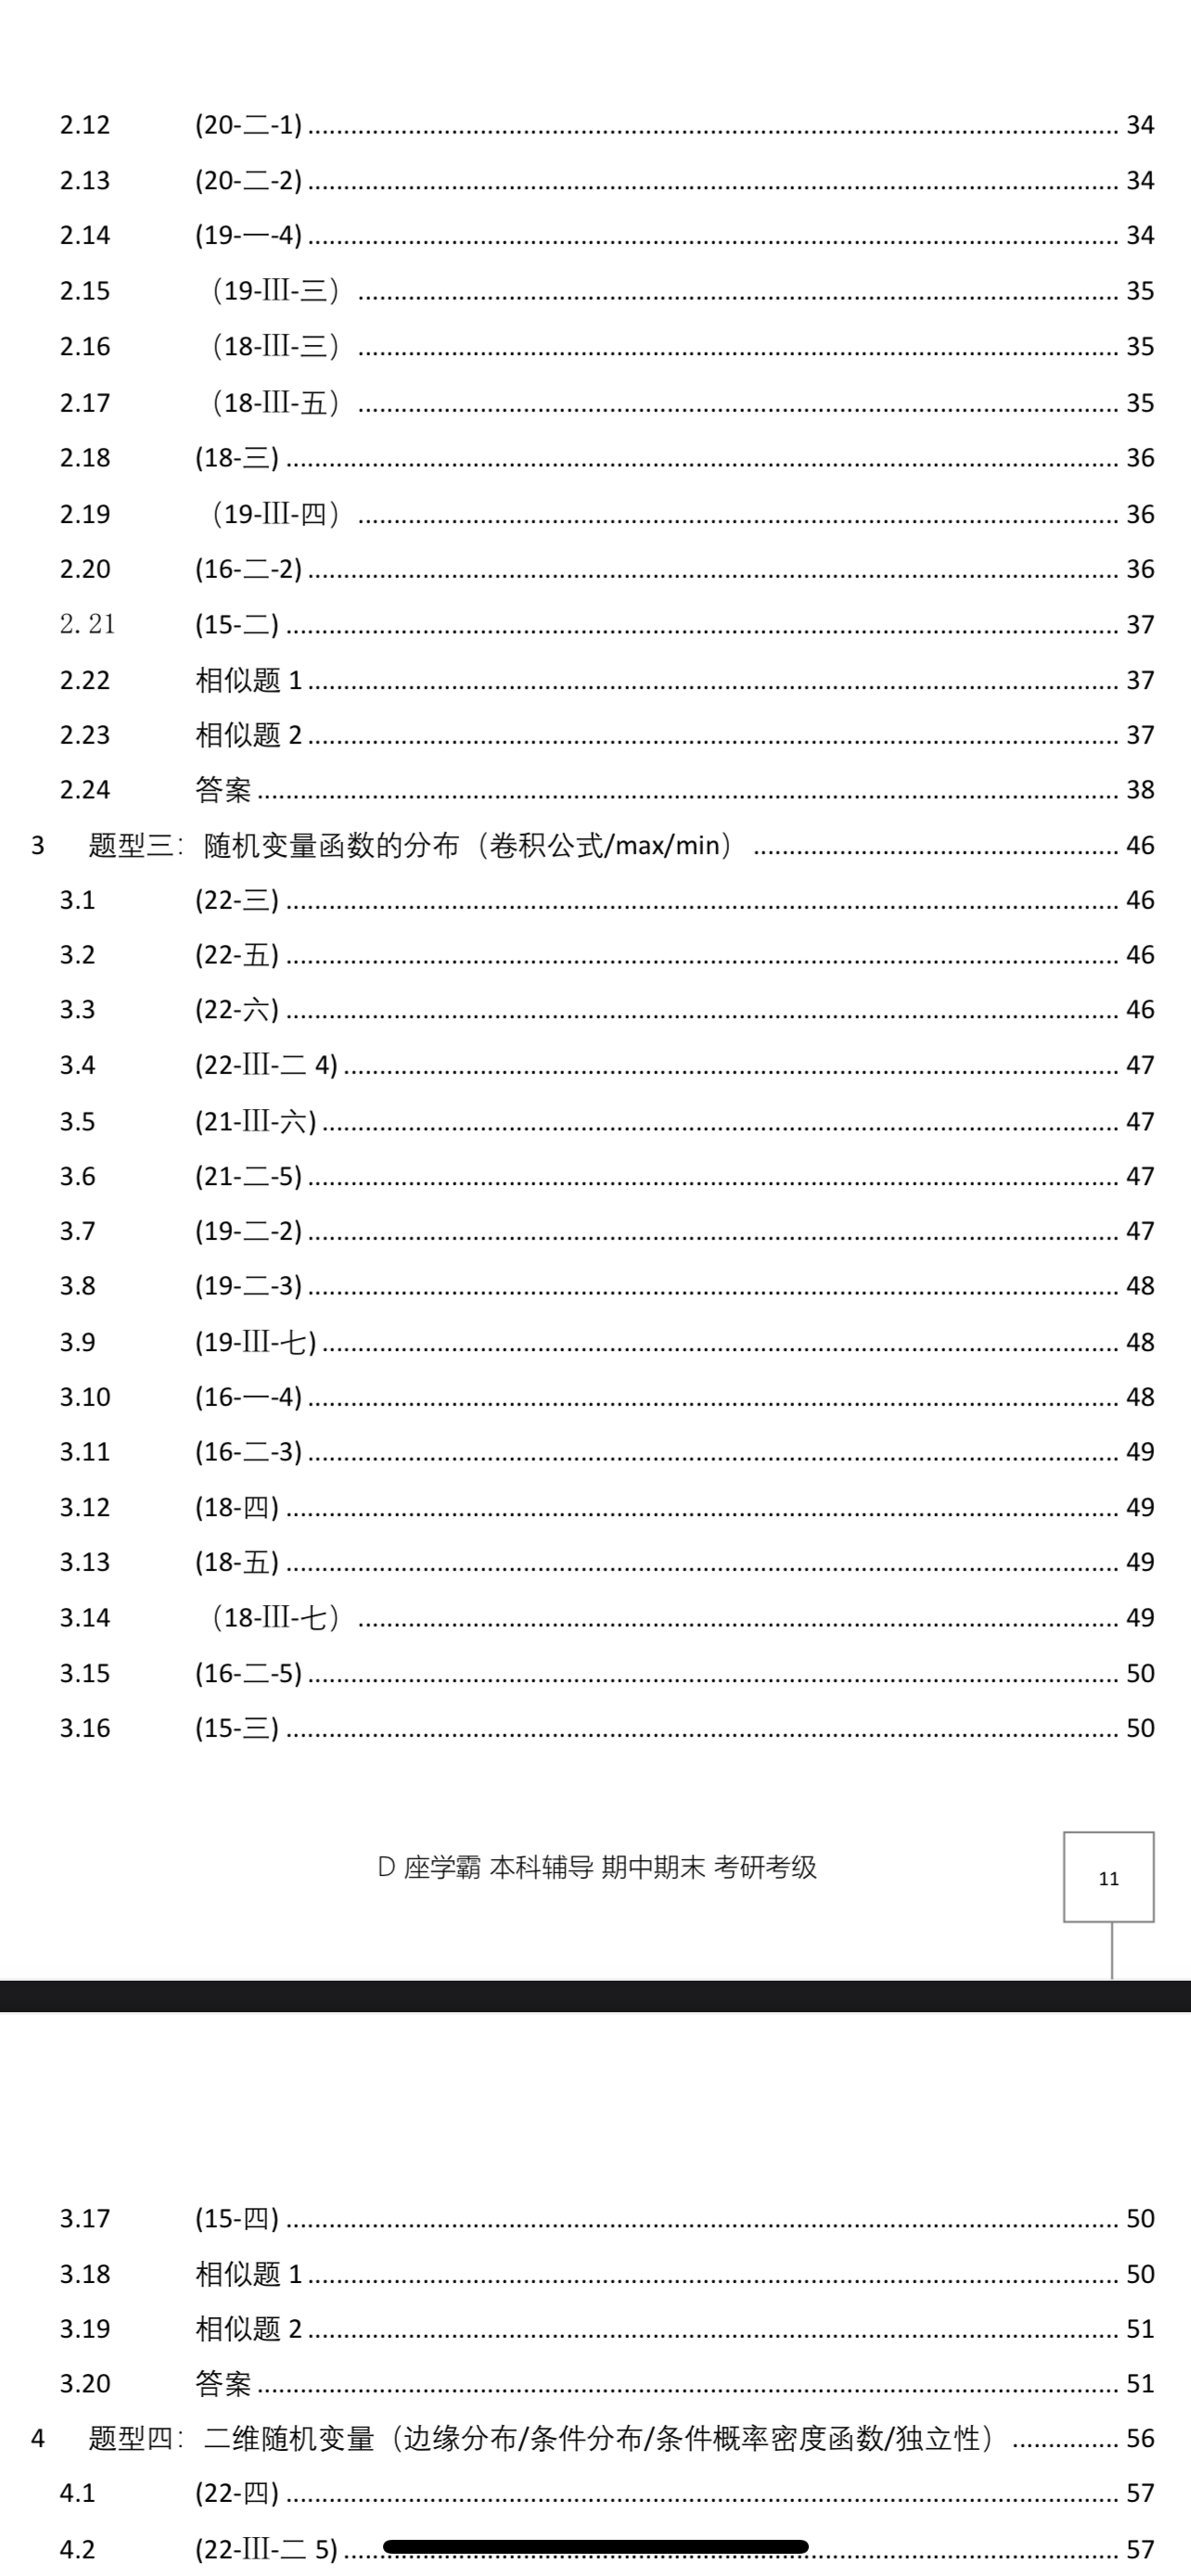 2.12 (20-二-1) 34
2.13 (20-二-2) 34
2.14 (19-一-4) 34
2.15 （19-III-三） 35
2.16 （18-III-三） 35
2.17 （18-III-五） 35
2.18 (18-三) 36
2.19 （19-III-四） 36
2.20 (16-二-2) 36
2.21 (15-二) 37
2.22 相似题 1 37
2.23 相似题 2 37
2.24 答案 38
3 题型三：随机变量函数的分布（卷积公式/max/min） 46
3.1 (22-三) 46
3.2 (22-五) 46
3.3 (22-六) 46
3.4 (22-III-二 4) 47
3.5 (21-III-六) 47
3.6 (21-二-5) 47
3.7 (19-二-2) 47
3.8 (19-二-3) 48
3.9 (19-III-七) 48
3.10 (16-一-4) 48
3.11 (16-二-3) 49
3.12 (18-四) 49
3.13 (18-五) 49
3.14 （18-III-七） 49
3.15 (16-二-5) 50
3.16 (15-三) 50
D 座学霸 本科辅导 期中期末 考研考级
11
3.17 (15-四) 50
3.18 相似题 1 50
3.19 相似题 2 51
3.20 答案 51
4 题型四：二维随机变量（边缘分布/条件分布/条件概率密度函数/独立性） 56
4.1 (22-四) 57
4.2 (22-III-二 5) 57